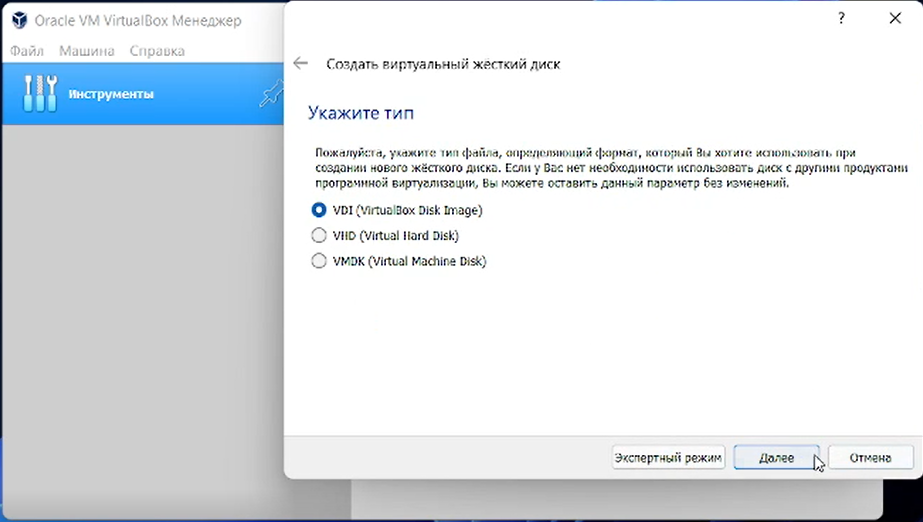 Oracle VM VirtualBox Менеджер
?
Файл Машина Справка
Инструменты
Создать виртуальный жёсткий диск
Укажите тип
Пожалуйста, укажите тип файла, определяющий формат, который Вы хотите использовать при
создании нового жёсткого диска. Если у Вас нет необходимости использовать диск с другими продуктами
программной виртуализации, Вы можете оставить данный параметр без изменений.
VDI (VirtualBox Disk Image)
VHD (Virtual Hard Disk)
VMDK (Virtual Machine Disk)
Экспертный режим Далее Отмена